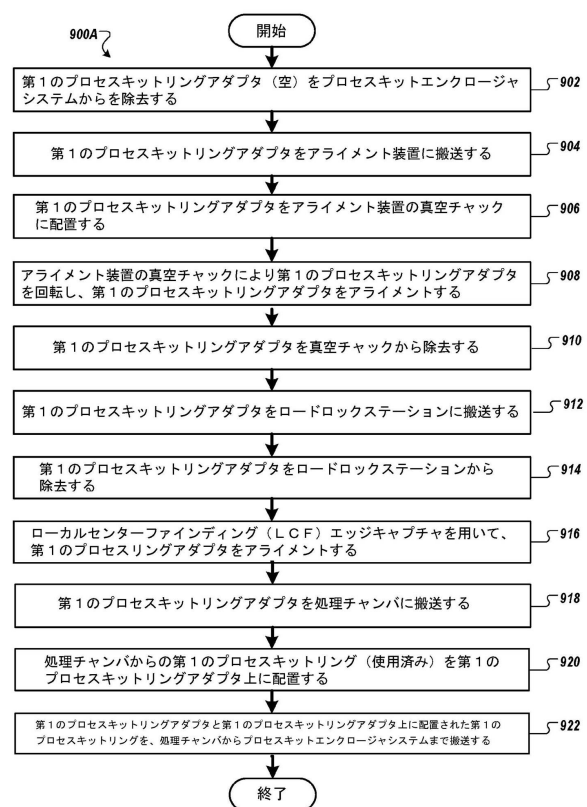 900A
開始
第1のプロセスキットリングアダプタ(空)をプロセスキットエンクロージャ
システムからを除去する
902
第1のプロセスキットリングアダプタをアライメント装置に搬送する
904
第1のプロセスキットリングアダプタをアライメント装置の真空チャック
に配置する
906
アライメント装置の真空チャックにより第1のプロセスキットリングアダプタ
を回転し、第1のプロセスキットリングアダプタをアライメントする
908
第1のプロセスキットリングアダプタを真空チャックから除去する
910
第1のプロセスキットリングアダプタをロードロックステーションに搬送する
912
第1のプロセスキットリングアダプタをロードロックステーションから
除去する
914
ローカルセンターファインディング(LCF)エッジキャプチャを用いて、
第1のプロセスリングアダプタをアライメントする
916
第1のプロセスキットリングアダプタを処理チャンバに搬送する
918
処理チャンバからの第1のプロセスキットリング(使用済み)を第1の
プロセスキットリングアダプタ上に配置する
920
第1のプロセスキットリングアダプタと第1のプロセスキットリングアダプタ上に配置された第1の
プロセスキットリングを、処理チャンバからプロセスキットエンクロージャシステムまで搬送する
922
終了